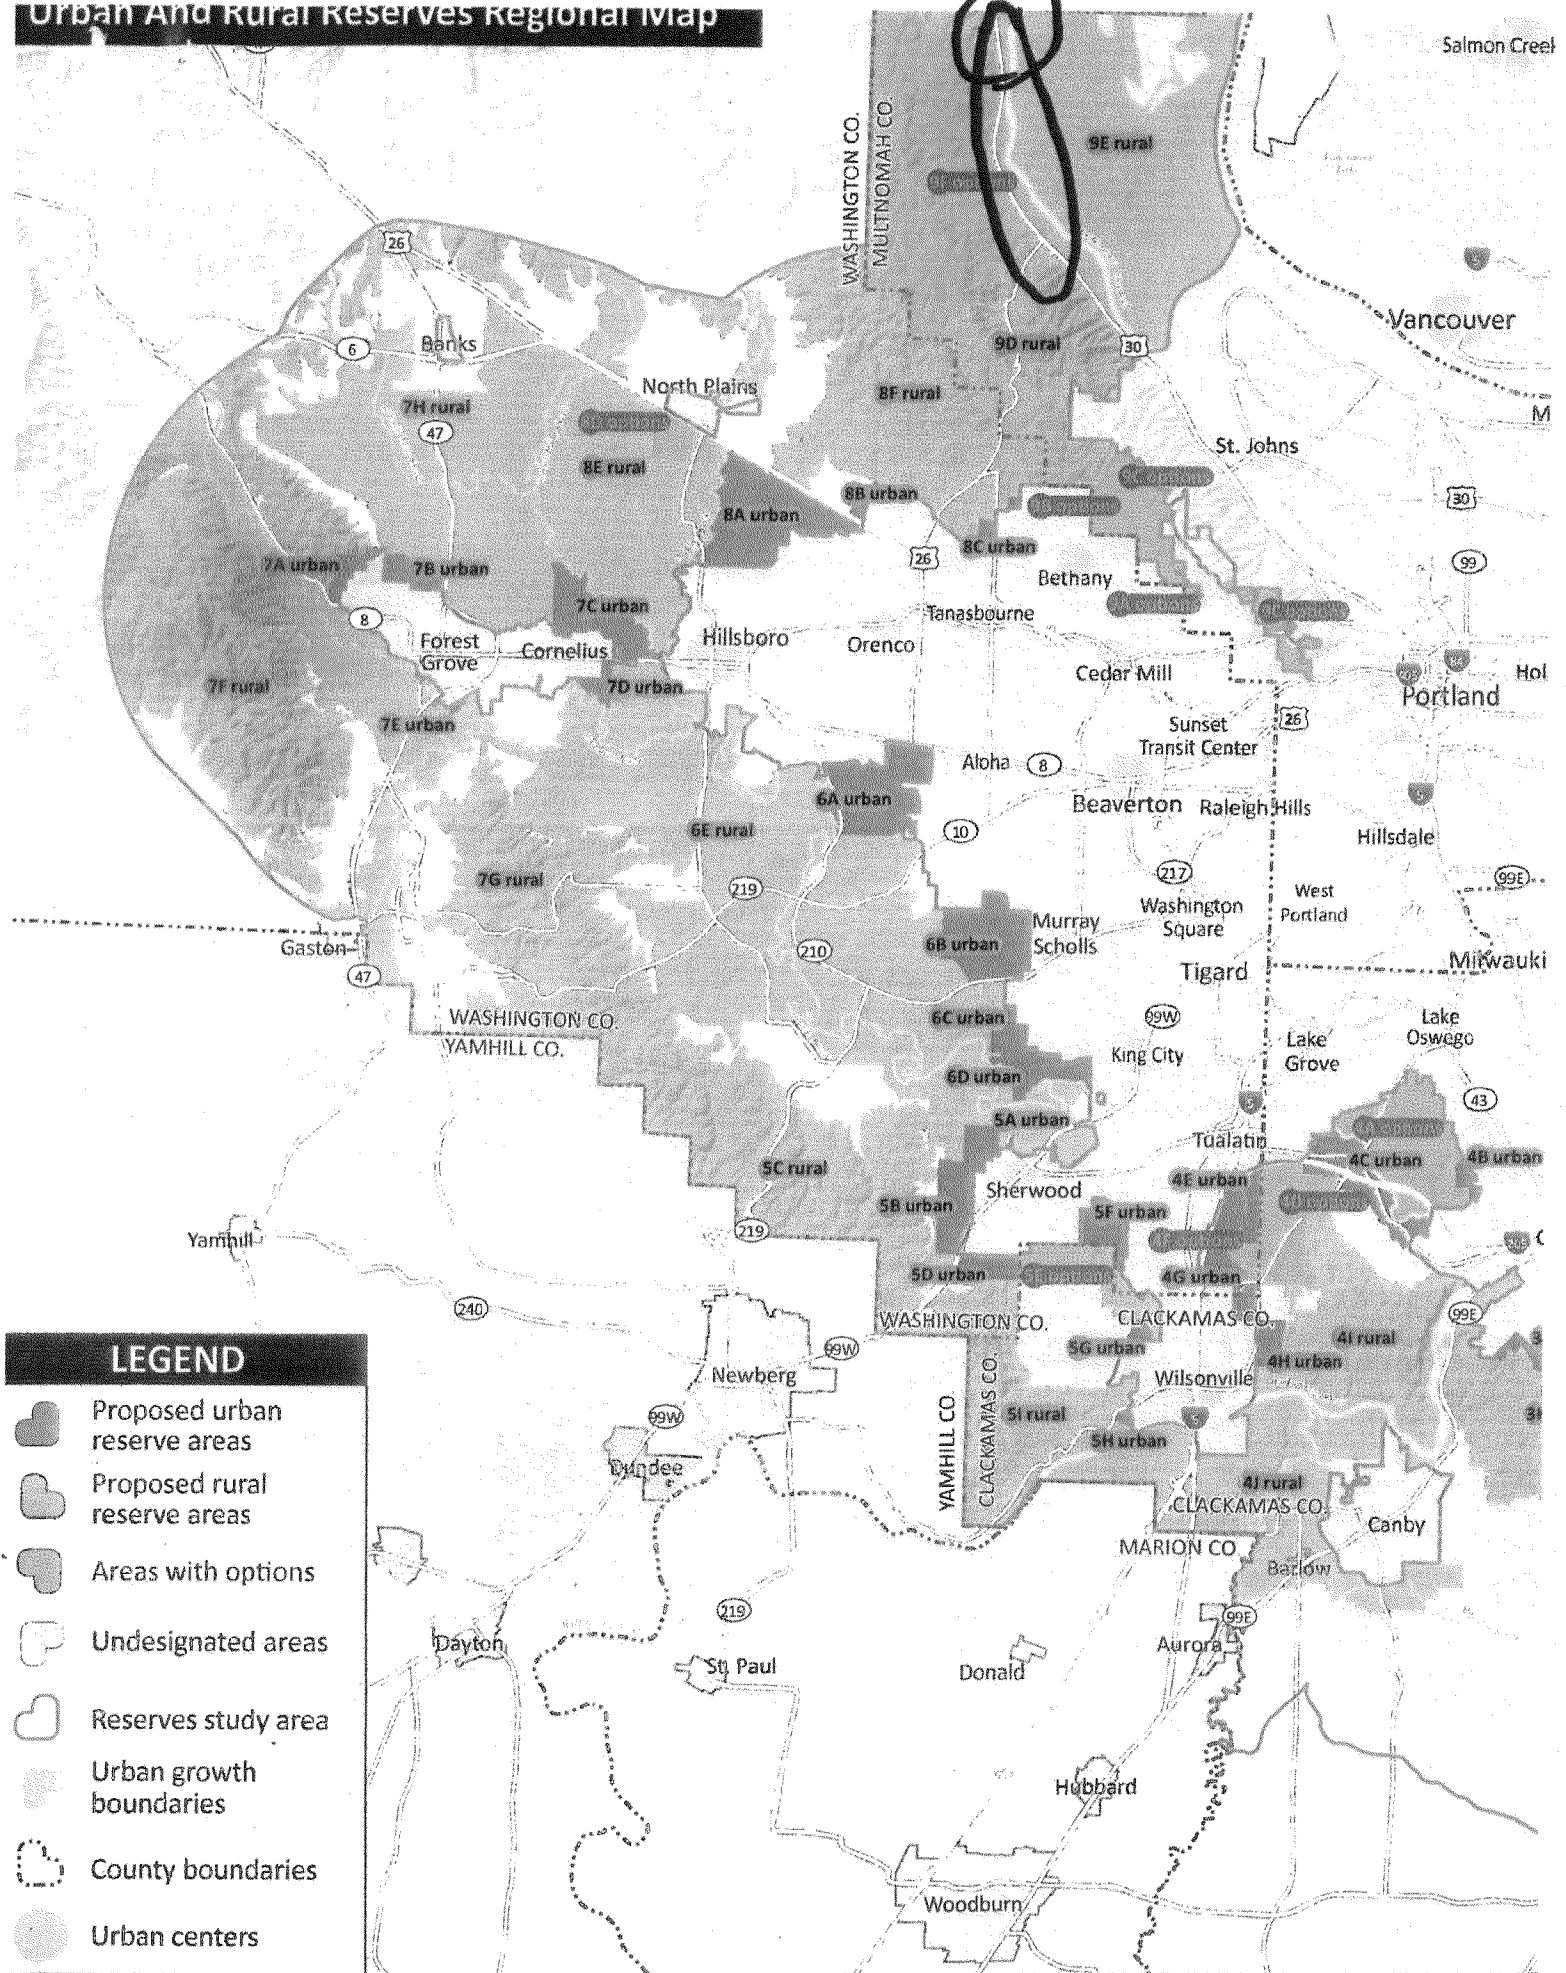 Urban And Rural Reserves Regional Map
Salmon Creek
WASHINGTON CO.
MULTNOMAH CO.
9E rural
26
5
Vancouver
6
Banks
9D rural
30
North Plains
8F rural
7H rural
47
M
St. Johns
8E rural
8B urban
30
8A urban
26
8C urban
99
7A urban
7B urban
Bethany
7C urban
8
Tanasbourne
Forest
Grove
Cornelius
Hillsboro
Orenco
Cedar Mill
84
Hol
7F rural
7D urban
Portland
7E urban
Sunset
Transit Center
26
Aloha
8
6A urban
5
Beaverton
Raleigh Hills
6E rural
10
Hillsdale
7G rural
219
217
99E
West
Portland
Washington
Square
Murray
Scholls
6B urban
Gaston
210
Milwauki
47
Tigard
WASHINGTON CO.
YAMHILL CO.
6C urban
99W
Lake
Oswego
King City
Lake
Grove
6D urban
5
43
5A urban
Tualatin
5C rural
4C urban
4B urban
4E urban
Sherwood
5B urban
5F urban
219
Yamhill
5D urban
4G urban
240
WASHINGTON CO.
CLACKAMAS CO.
99E
4I rural
5G urban
4H urban
99W
Newberg
Wilsonville
LEGEND
Proposed urban
reserve areas
Proposed rural
reserve areas
Areas with options
Undesignated areas
Reserves study area
Urban growth
boundaries
County boundaries
Urban centers
YAMHILL CO.
CLACKAMAS CO.
99W
5I rural
5
5H urban
Dundee
4J rural
CLACKAMAS CO.
Canby
MARION CO.
Barlow
219
99E
Dayton
Aurora
St. Paul
Donald
Hubbard
Woodburn